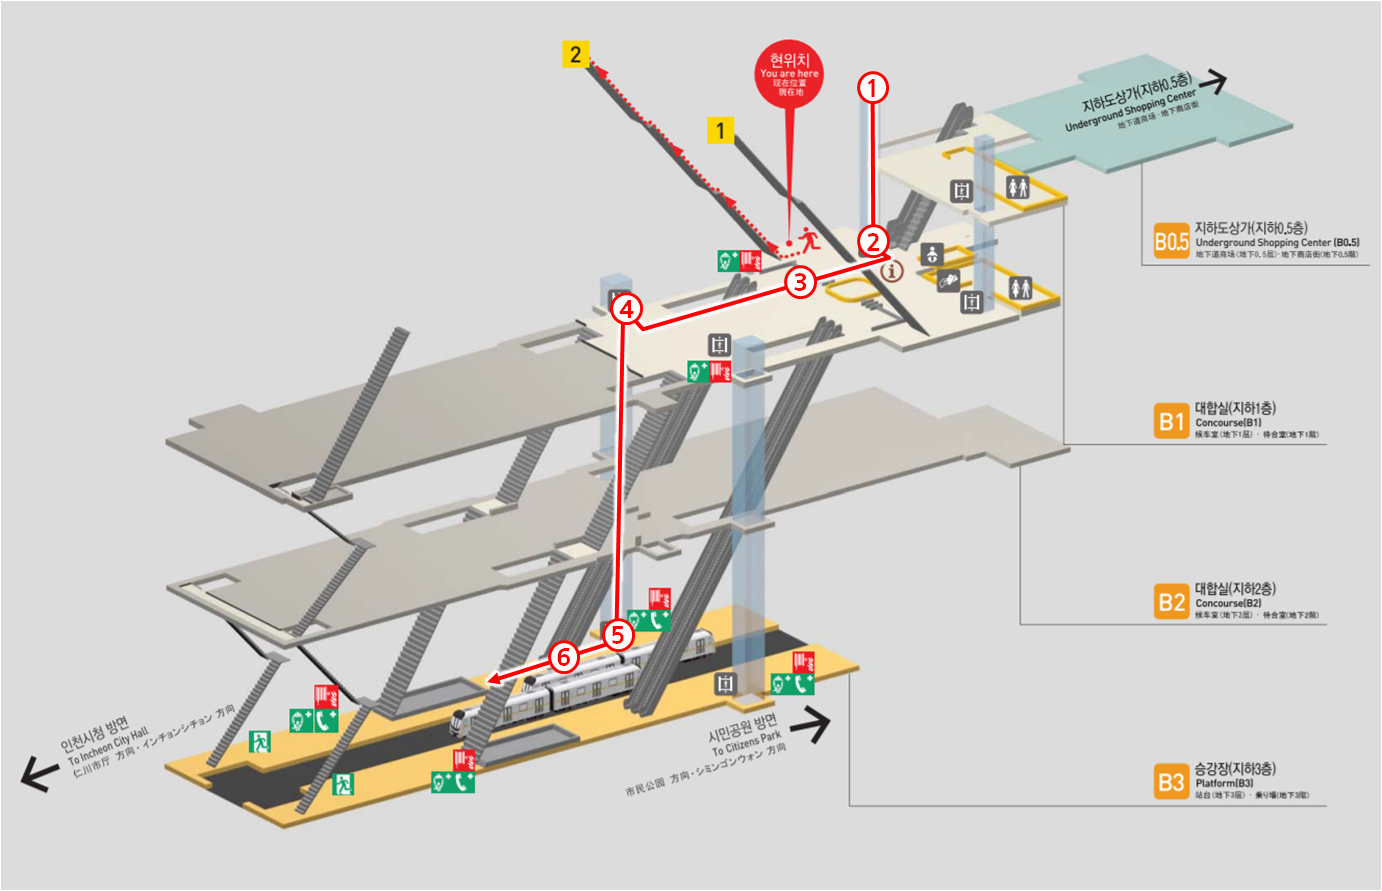 2
현위치
You are here
现在位置
現在地
1
1
지하도상가(지하0.5층)
Underground Shopping Center
地下道商场·地下商店街
2
3
4
B0.5
지하도상가(지하0.5층)
Underground Shopping Center (B0.5)
地下道商场(地下0.5层)·地下商店街(地下0.5階)
B1
대합실(지하1층)
Concourse(B1)
候车室(地下1层)·待合室(地下1階)
B2
대합실(지하2층)
Concourse(B2)
候车室(地下2层)·待合室(地下2階)
5
6
인천시청 방면
To Incheon City Hall
仁川市厅 方向·インチョンシチョン 方向
시민공원 방면
To Citizens Park
市民公園 方向·シミンゴンウォン 方向
B3
승강장(지하3층)
Platform(B3)
站台(地下3层)·乗り場(地下3階)